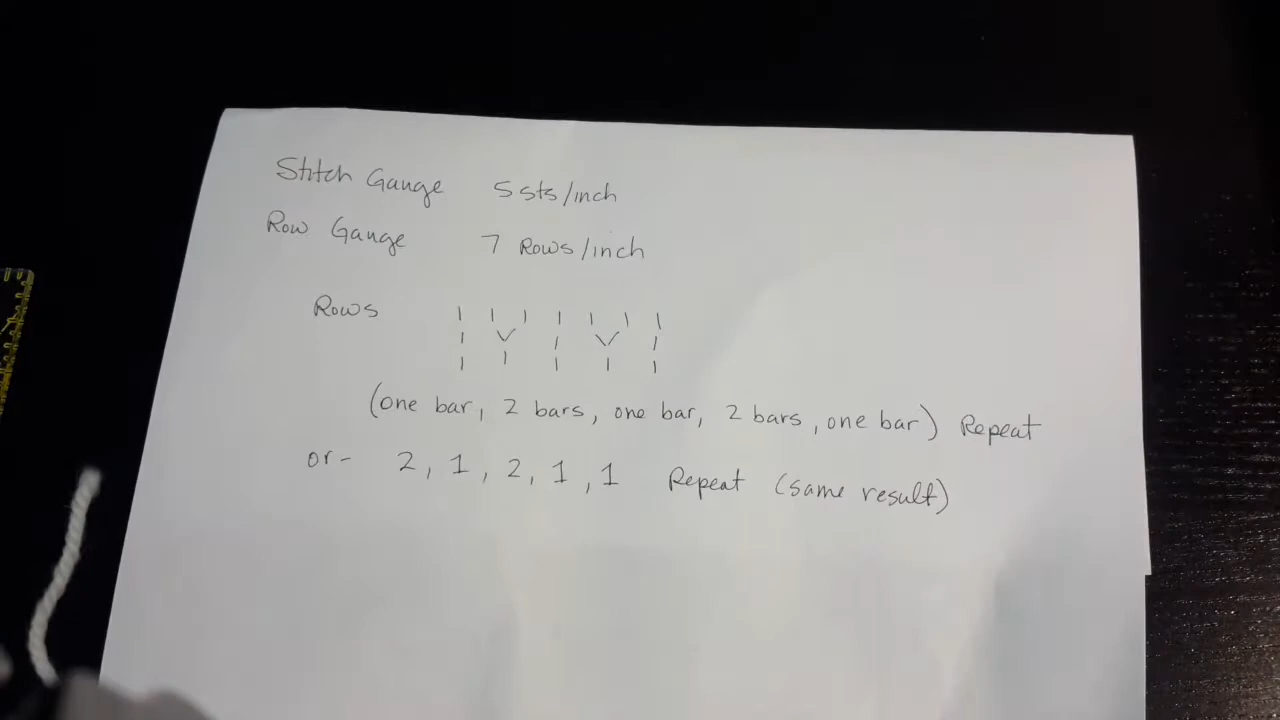 Stitch Gauge 5 sts/inch
Row Gauge 7 Rows/inch
Rows | | | | | | |
| V | V |
| | | | |
(one bar, 2 bars, one bar, 2 bars, one bar) Repeat
or - 2, 1, 2, 1, 1 Repeat (same result)